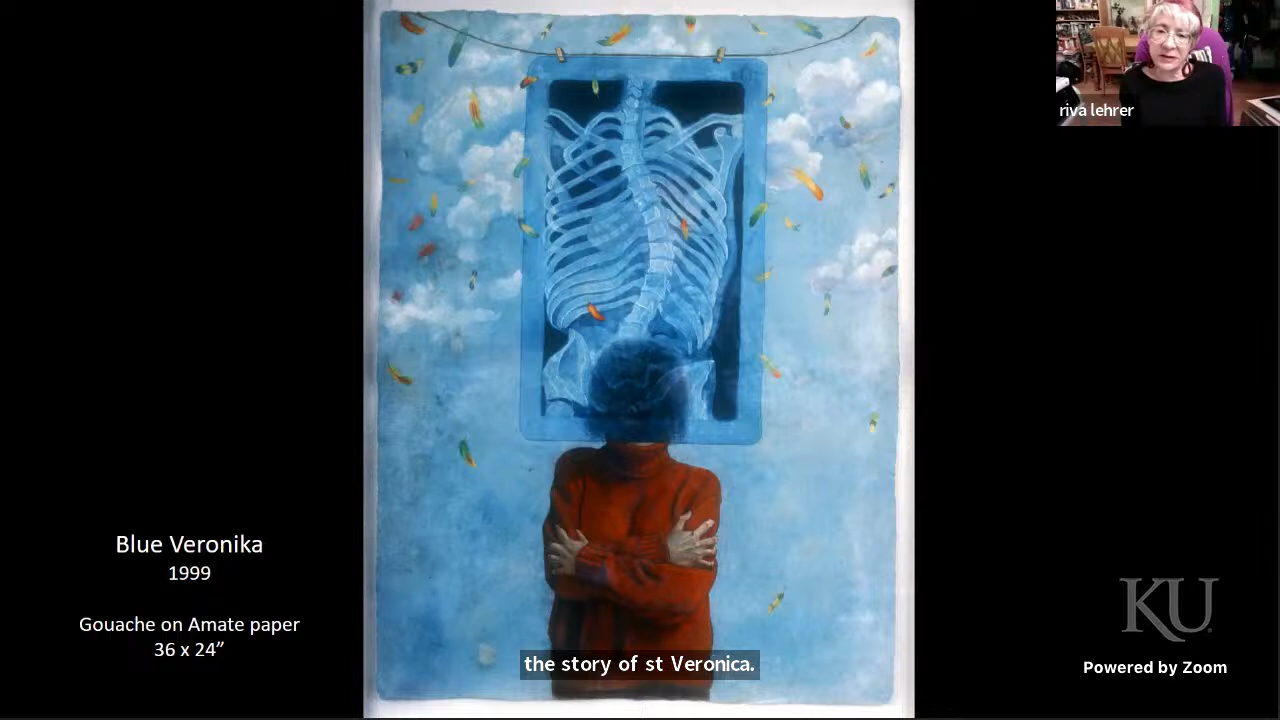 riva lehrer
Blue Veronika
1999
Gouache on Amate paper
36 x 24”
the story of st Veronica.
KU
Powered by Zoom